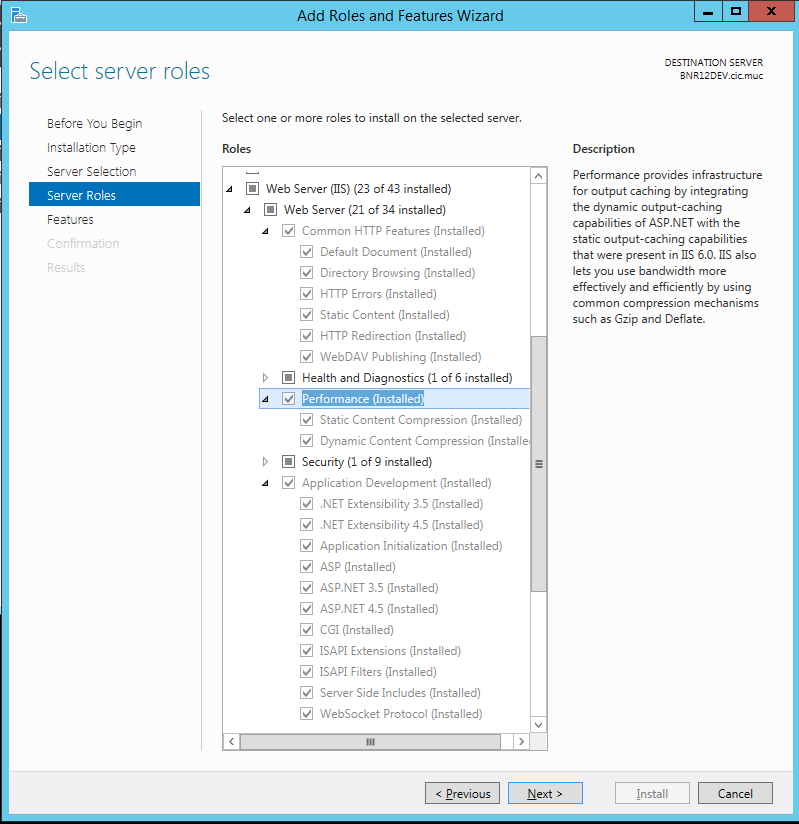 Add Roles and Features Wizard
Select server roles
DESTINATION SERVER
BNR12DEV.cic.muc
Before You Begin
Installation Type
Server Selection
Server Roles
Features
Confirmation
Results
Select one or more roles to install on the selected server.
Roles
Web Server (IIS) (23 of 43 installed)
Web Server (21 of 34 installed)
Common HTTP Features (Installed)
Default Document (Installed)
Directory Browsing (Installed)
HTTP Errors (Installed)
Static Content (Installed)
HTTP Redirection (Installed)
WebDAV Publishing (Installed)
Health and Diagnostics (1 of 6 installed)
Performance (Installed)
Static Content Compression (Installed)
Dynamic Content Compression (Installe
Security (1 of 9 installed)
Application Development (Installed)
.NET Extensibility 3.5 (Installed)
.NET Extensibility 4.5 (Installed)
Application Initialization (Installed)
ASP (Installed)
ASP.NET 3.5 (Installed)
ASP.NET 4.5 (Installed)
CGI (Installed)
ISAPI Extensions (Installed)
ISAPI Filters (Installed)
Server Side Includes (Installed)
WebSocket Protocol (Installed)
Description
Performance provides infrastructure
for output caching by integrating
the dynamic output-caching
capabilities of ASP.NET with the
static output-caching capabilities
that were present in IIS 6.0. IIS also
lets you use bandwidth more
effectively and efficiently by using
common compression mechanisms
such as Gzip and Deflate.
< Previous
Next >
Install
Cancel